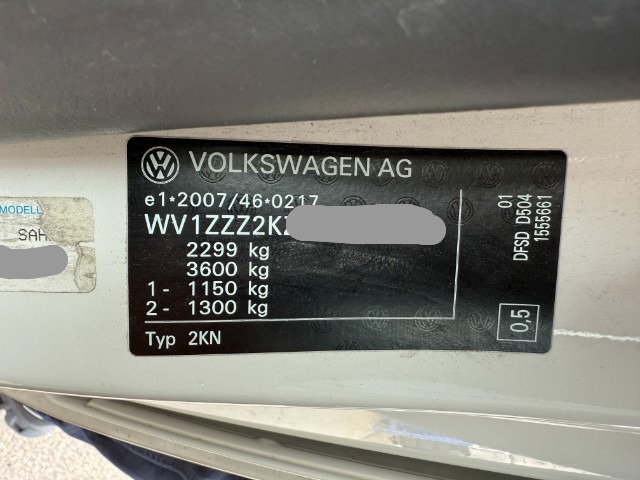 VOLKSWAGEN AG
e1*2007/46*0217
WV1ZZZ2K
2299 kg
3600 kg
1 - 1150 kg
2 - 1300 kg
Typ 2KN
01
DFSD D504
1555661
0,5
MODELL
SAH